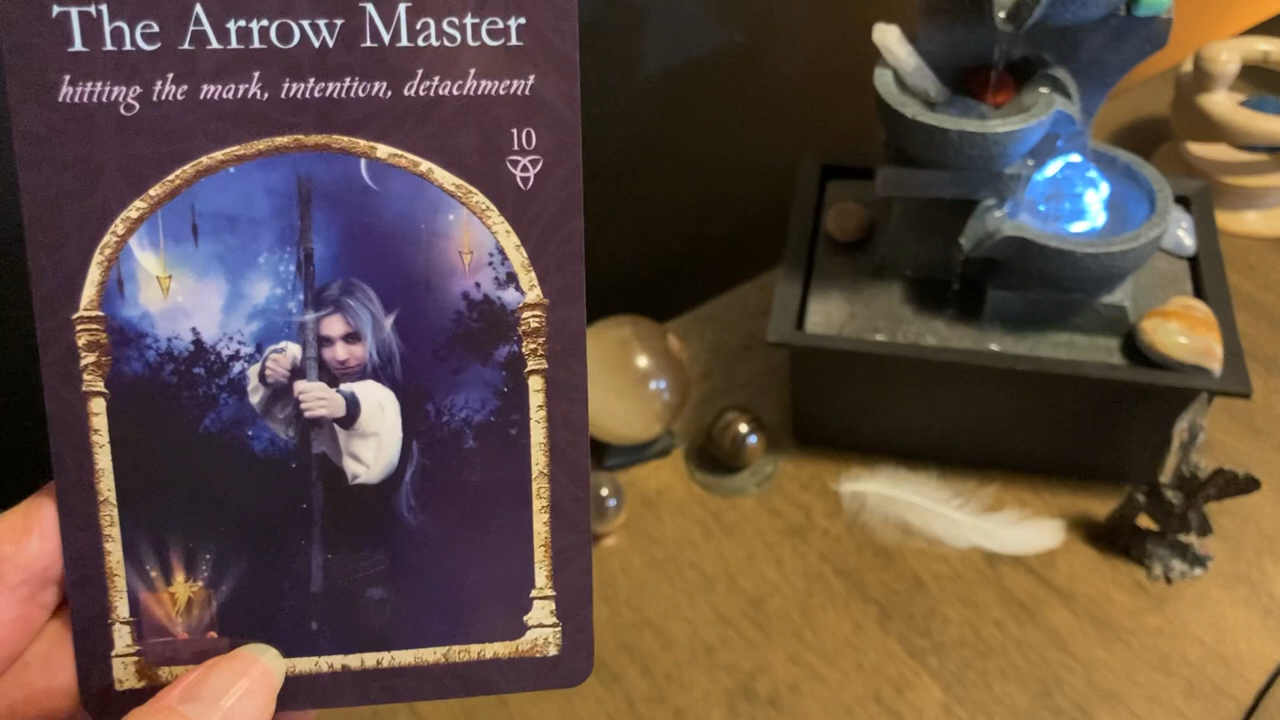 The Arrow Master
hitting the mark, intention, detachment
10